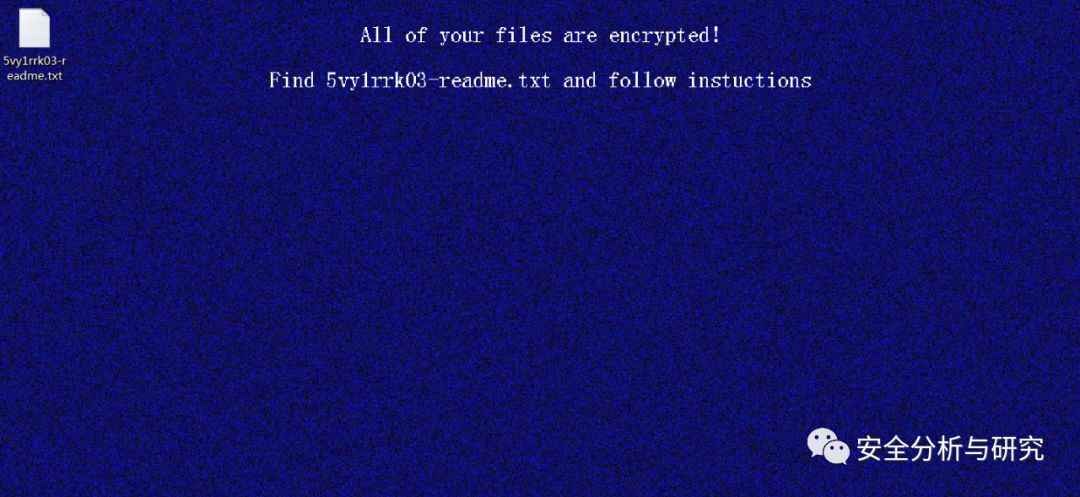 All of your files are encrypted!
Find 5vy1rrk03-readme.txt and follow instuctions
5vy1rrk03-r
eadme.txt
安全分析与研究